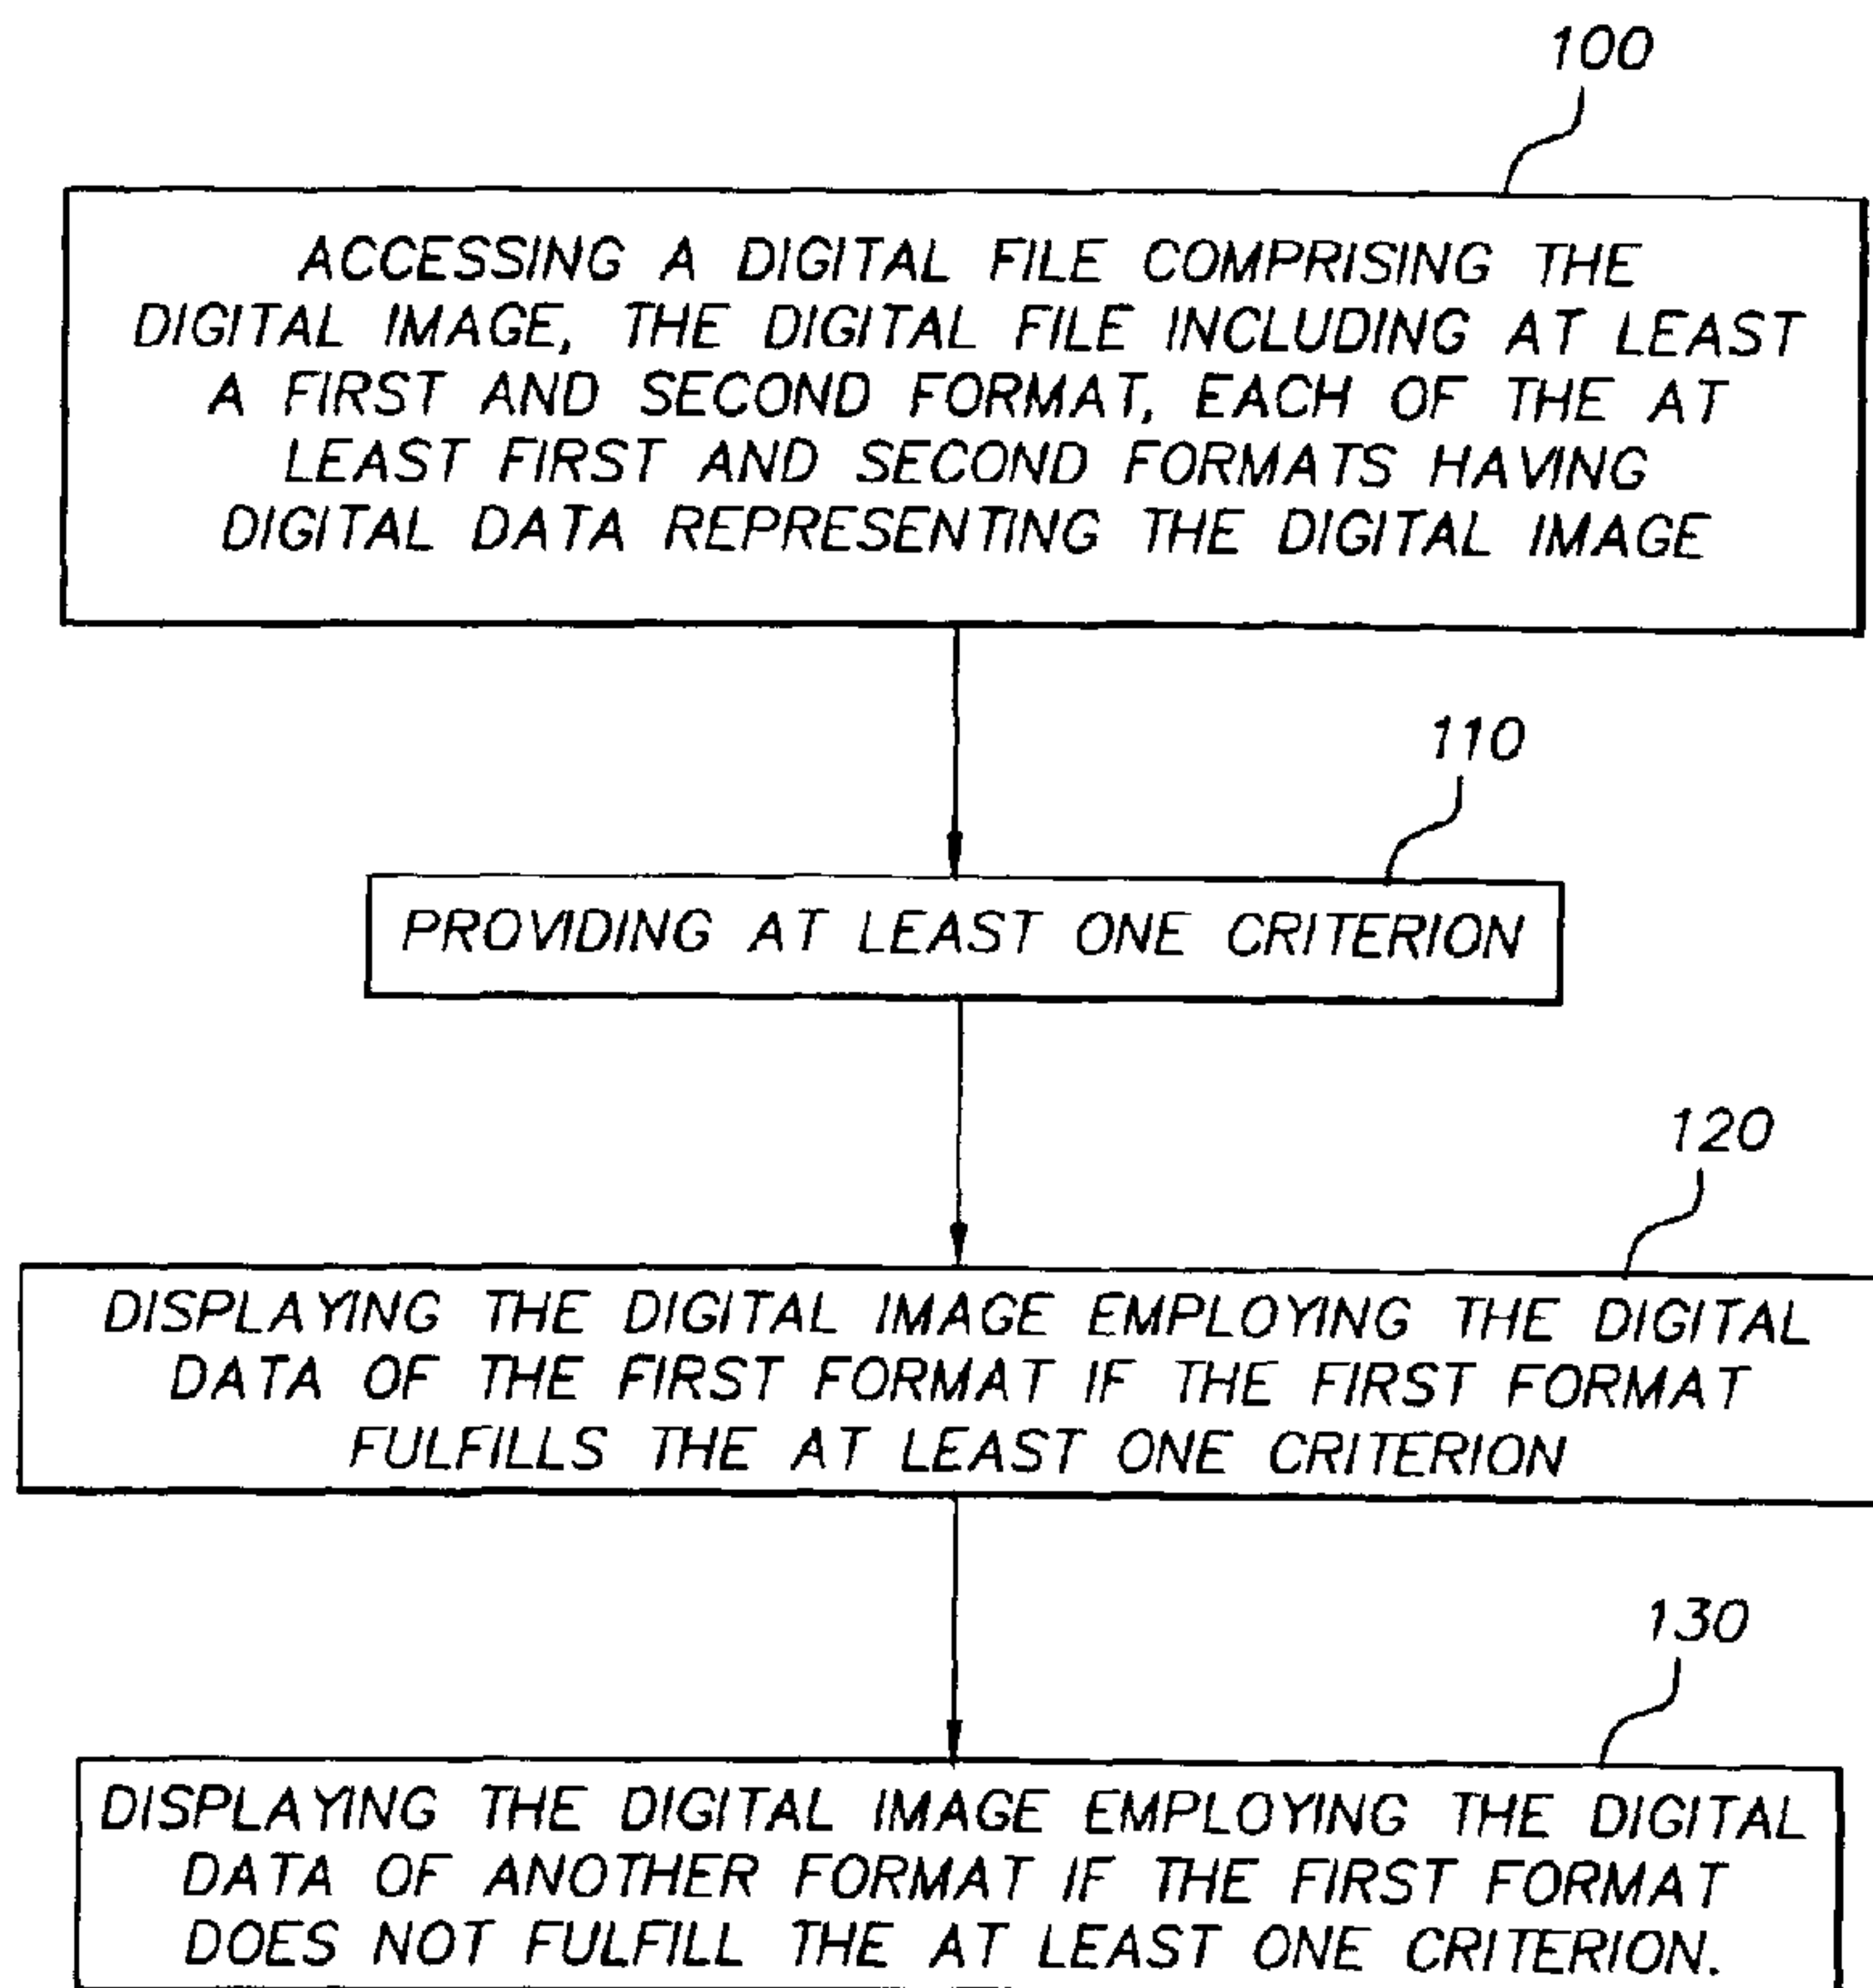 100
ACCESSING A DIGITAL FILE COMPRISING THE
DIGITAL IMAGE, THE DIGITAL FILE INCLUDING AT LEAST
A FIRST AND SECOND FORMAT, EACH OF THE AT
LEAST FIRST AND SECOND FORMATS HAVING
DIGITAL DATA REPRESENTING THE DIGITAL IMAGE
110
PROVIDING AT LEAST ONE CRITERION
120
DISPLAYING THE DIGITAL IMAGE EMPLOYING THE DIGITAL
DATA OF THE FIRST FORMAT IF THE FIRST FORMAT
FULFILLS THE AT LEAST ONE CRITERION
130
DISPLAYING THE DIGITAL IMAGE EMPLOYING THE DIGITAL
DATA OF ANOTHER FORMAT IF THE FIRST FORMAT
DOES NOT FULFILL THE AT LEAST ONE CRITERION.